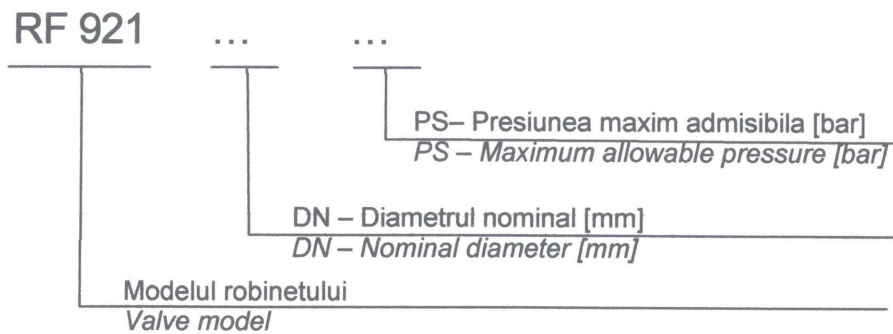 RF 921 ... ...
PS– Presiunea maxim admisibila [bar]
PS – Maximum allowable pressure [bar]
DN – Diametrul nominal [mm]
DN – Nominal diameter [mm]
Modelul robinetului
Valve model